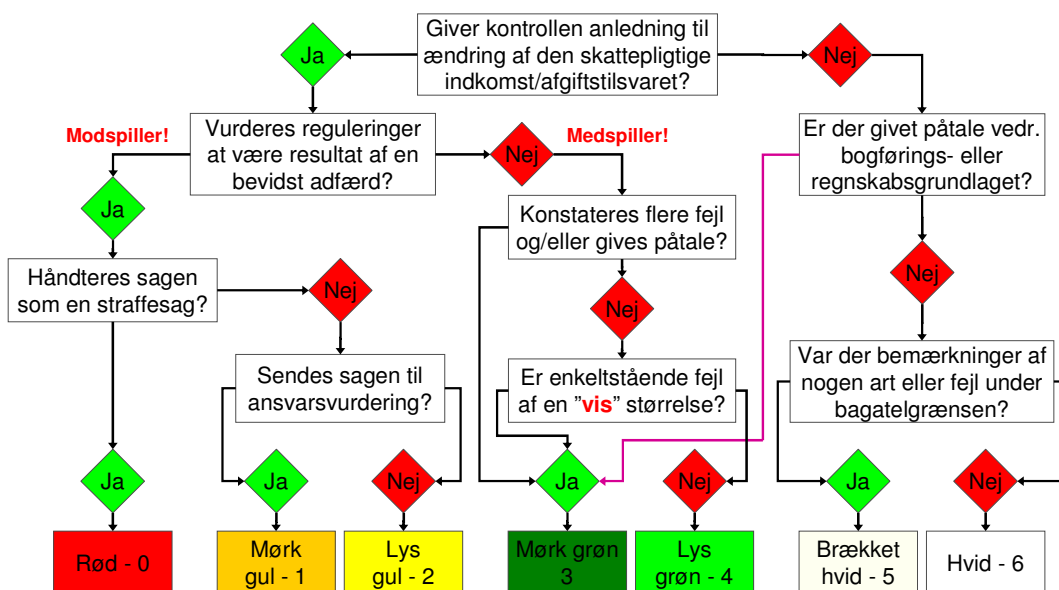 Giver kontrollen anledning til
ændring af den skattepligtige
indkomst/afgiftstilsvaret?
Ja
Nej
Modspiller!
Vurderes reguleringer
at være resultat af en
bevidst adfærd?
Nej
Medspiller!
Er der givet påtale vedr.
bogførings- eller
regnskabsgrundlaget?
Ja
Konstateres flere fejl
og/eller gives påtale?
Håndteres sagen
som en straffesag?
Nej
Nej
Nej
Sendes sagen til
ansvarsvurdering?
Er enkeltstående fejl
af en ”vis” størrelse?
Var der bemærkninger af
nogen art eller fejl under
bagatelgrænsen?
Ja
Ja
Nej
Ja
Nej
Ja
Nej
Rød - 0
Mørk
gul - 1
Lys
gul - 2
Mørk grøn
3
Lys
grøn - 4
Brækket
hvid - 5
Hvid - 6